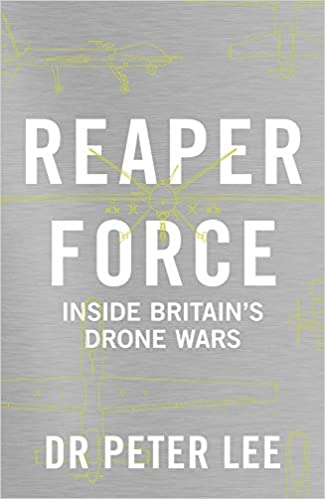 REAPER
FORCE
INSIDE BRITAIN'S
DRONE WARS
DR PETER LEE